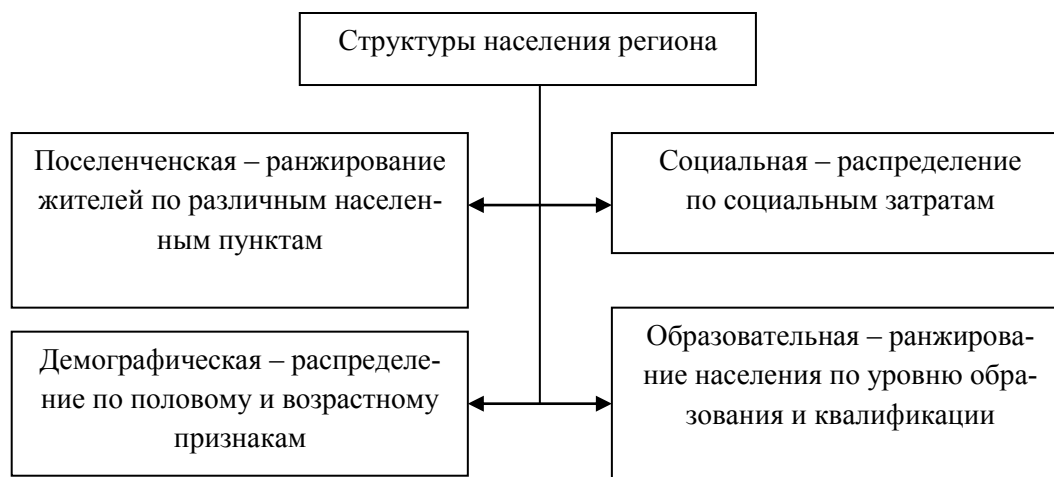 Структуры населения региона
Поселенченская – ранжирование
жителей по различным населен-
ным пунктам
Социальная – распределение
по социальным затратам
Демографическая – распределе-
ние по половому и возрастному
признакам
Образовательная – ранжирова-
ние населения по уровню обра-
зования и квалификации